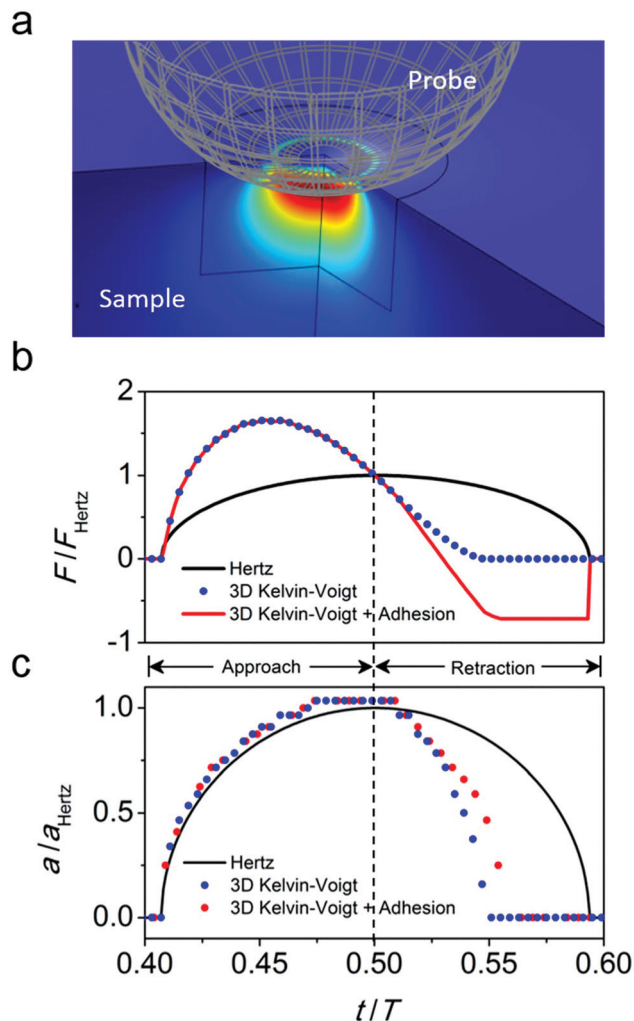 a
Probe
Sample
b
2
1
0
-1
F/F_Hertz
Hertz
3D Kelvin-Voigt
3D Kelvin-Voigt + Adhesion
Approach
Retraction
c
1.0
0.5
0.0
a/a_Hertz
Hertz
3D Kelvin-Voigt
3D Kelvin-Voigt + Adhesion
0.40
0.45
0.50
0.55
0.60
t/T